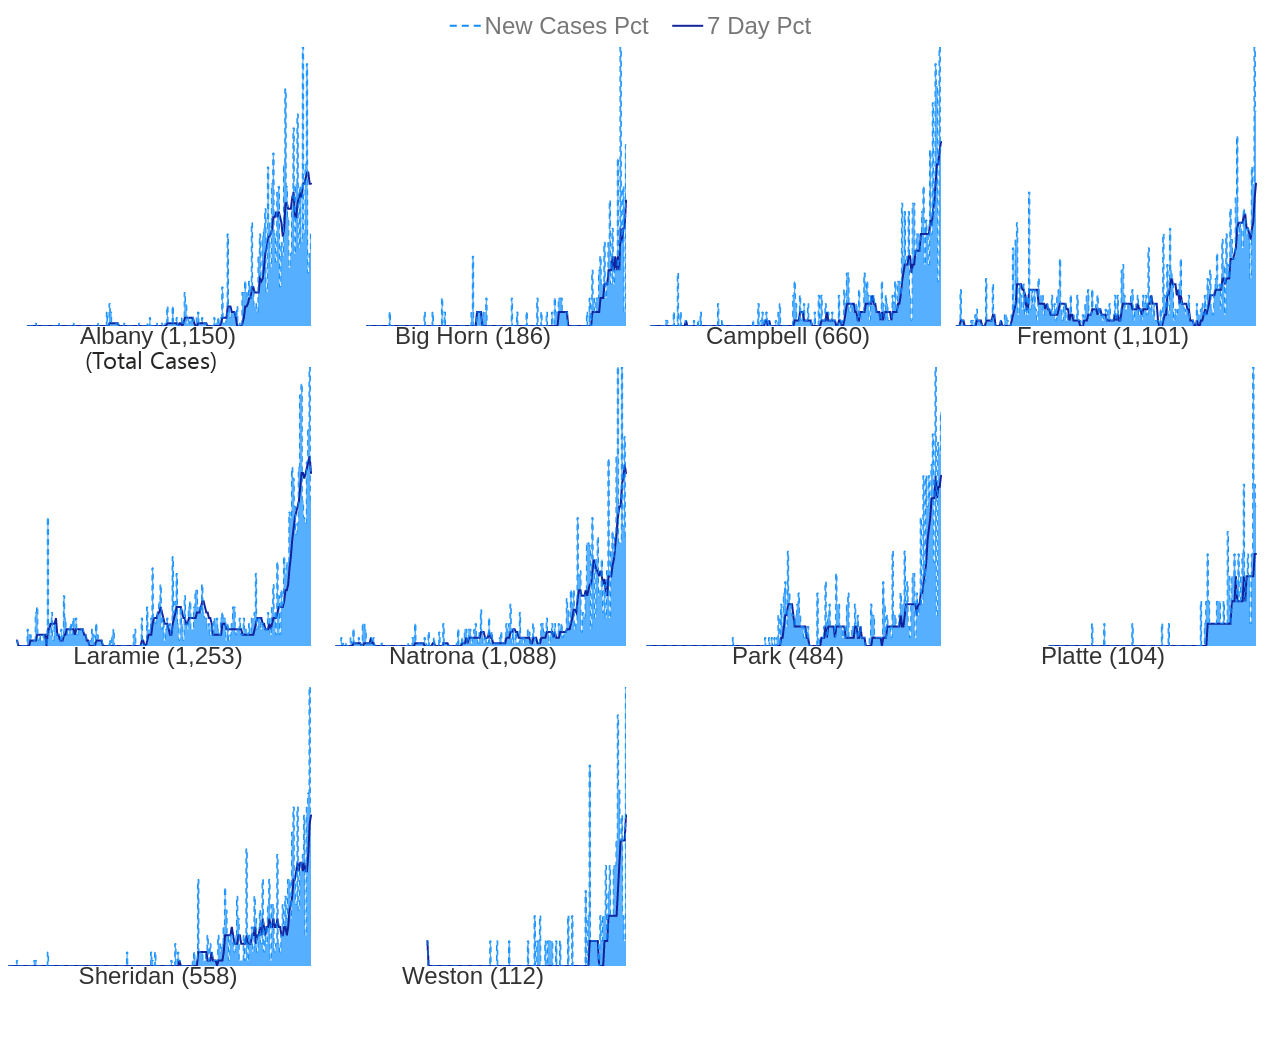 New Cases Pct 7 Day Pct
Albany (1,150) Big Horn (186) Campbell (660) Fremont (1,101)
(Total Cases)
Laramie (1,253) Natrona (1,088) Park (484) Platte (104)
Sheridan (558) Weston (112)